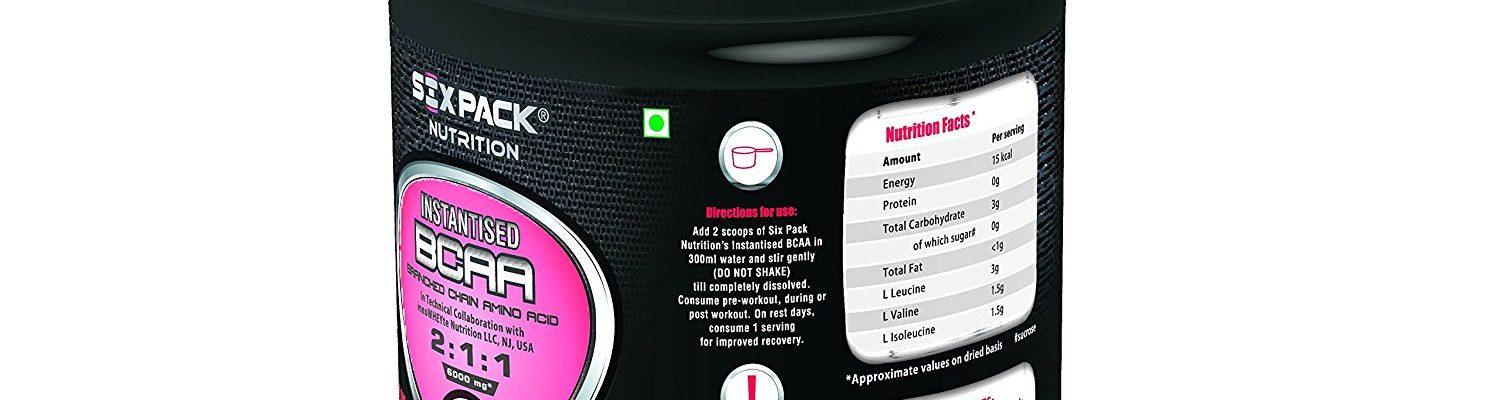 SIXPACK®
NUTRITION
INSTANTISED
BCAA
BRANCHED CHAIN AMINO ACID
In Technical Collaboration with
innoWHEYte Nutrition LLC, NJ, USA
2:1:1
6000 mg*
Directions for use:
Add 2 scoops of Six Pack
Nutrition's Instantised BCAA in
300ml water and stir gently
(DO NOT SHAKE)
till completely dissolved.
Consume pre-workout, during or
post workout. On rest days,
consume 1 serving
for improved recovery.
!
Nutrition Facts*
Amount Per serving
Energy 15 kcal
Protein 0g
Total Carbohydrate 3g
of which sugar# 0g
Total Fat <1g
L Leucine 3g
L Valine 1.5g
L Isoleucine 1.5g
*Approximate values on dried basis #sucrose